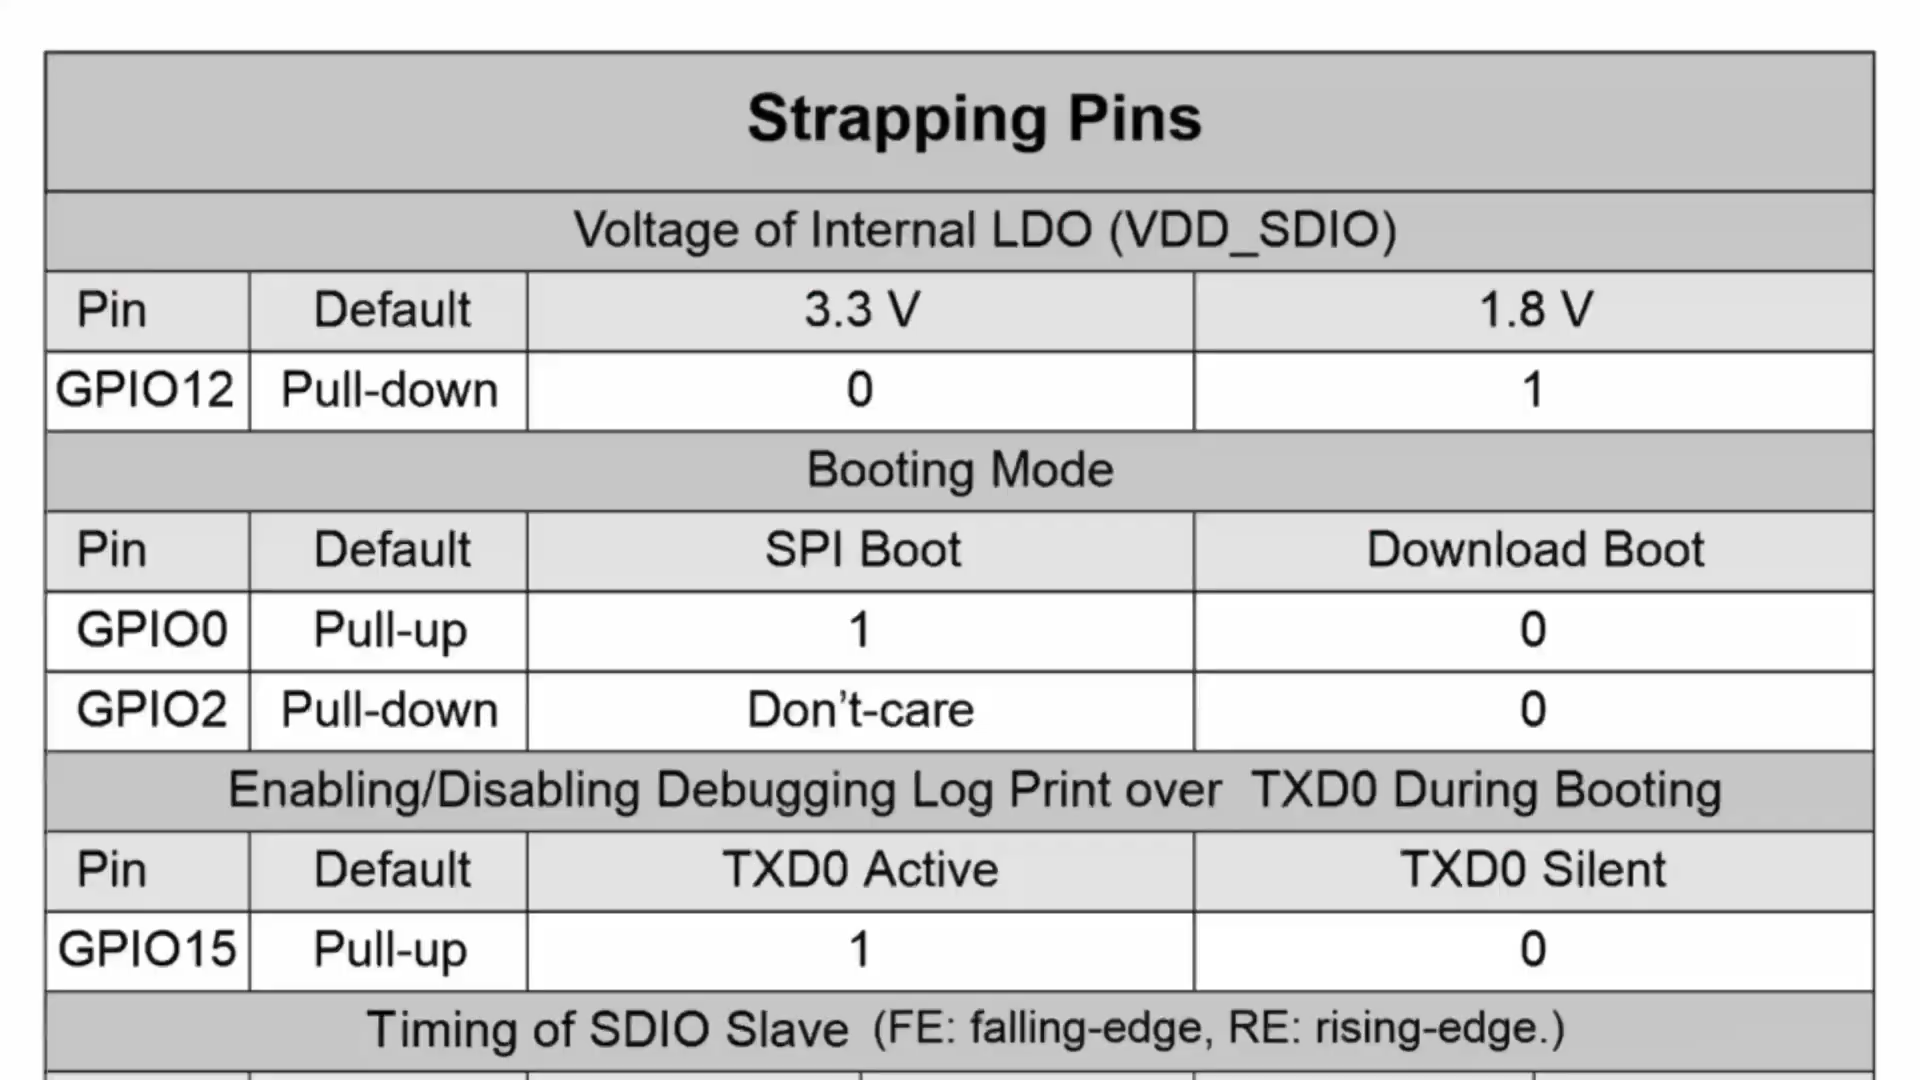 Strapping Pins
Voltage of Internal LDO (VDD_SDIO)
Pin Default 3.3 V 1.8 V
GPIO12 Pull-down 0 1
Booting Mode
Pin Default SPI Boot Download Boot
GPIO0 Pull-up 1 0
GPIO2 Pull-down Don't-care 0
Enabling/Disabling Debugging Log Print over TXD0 During Booting
Pin Default TXD0 Active TXD0 Silent
GPIO15 Pull-up 1 0
Timing of SDIO Slave (FE: falling-edge, RE: rising-edge.)